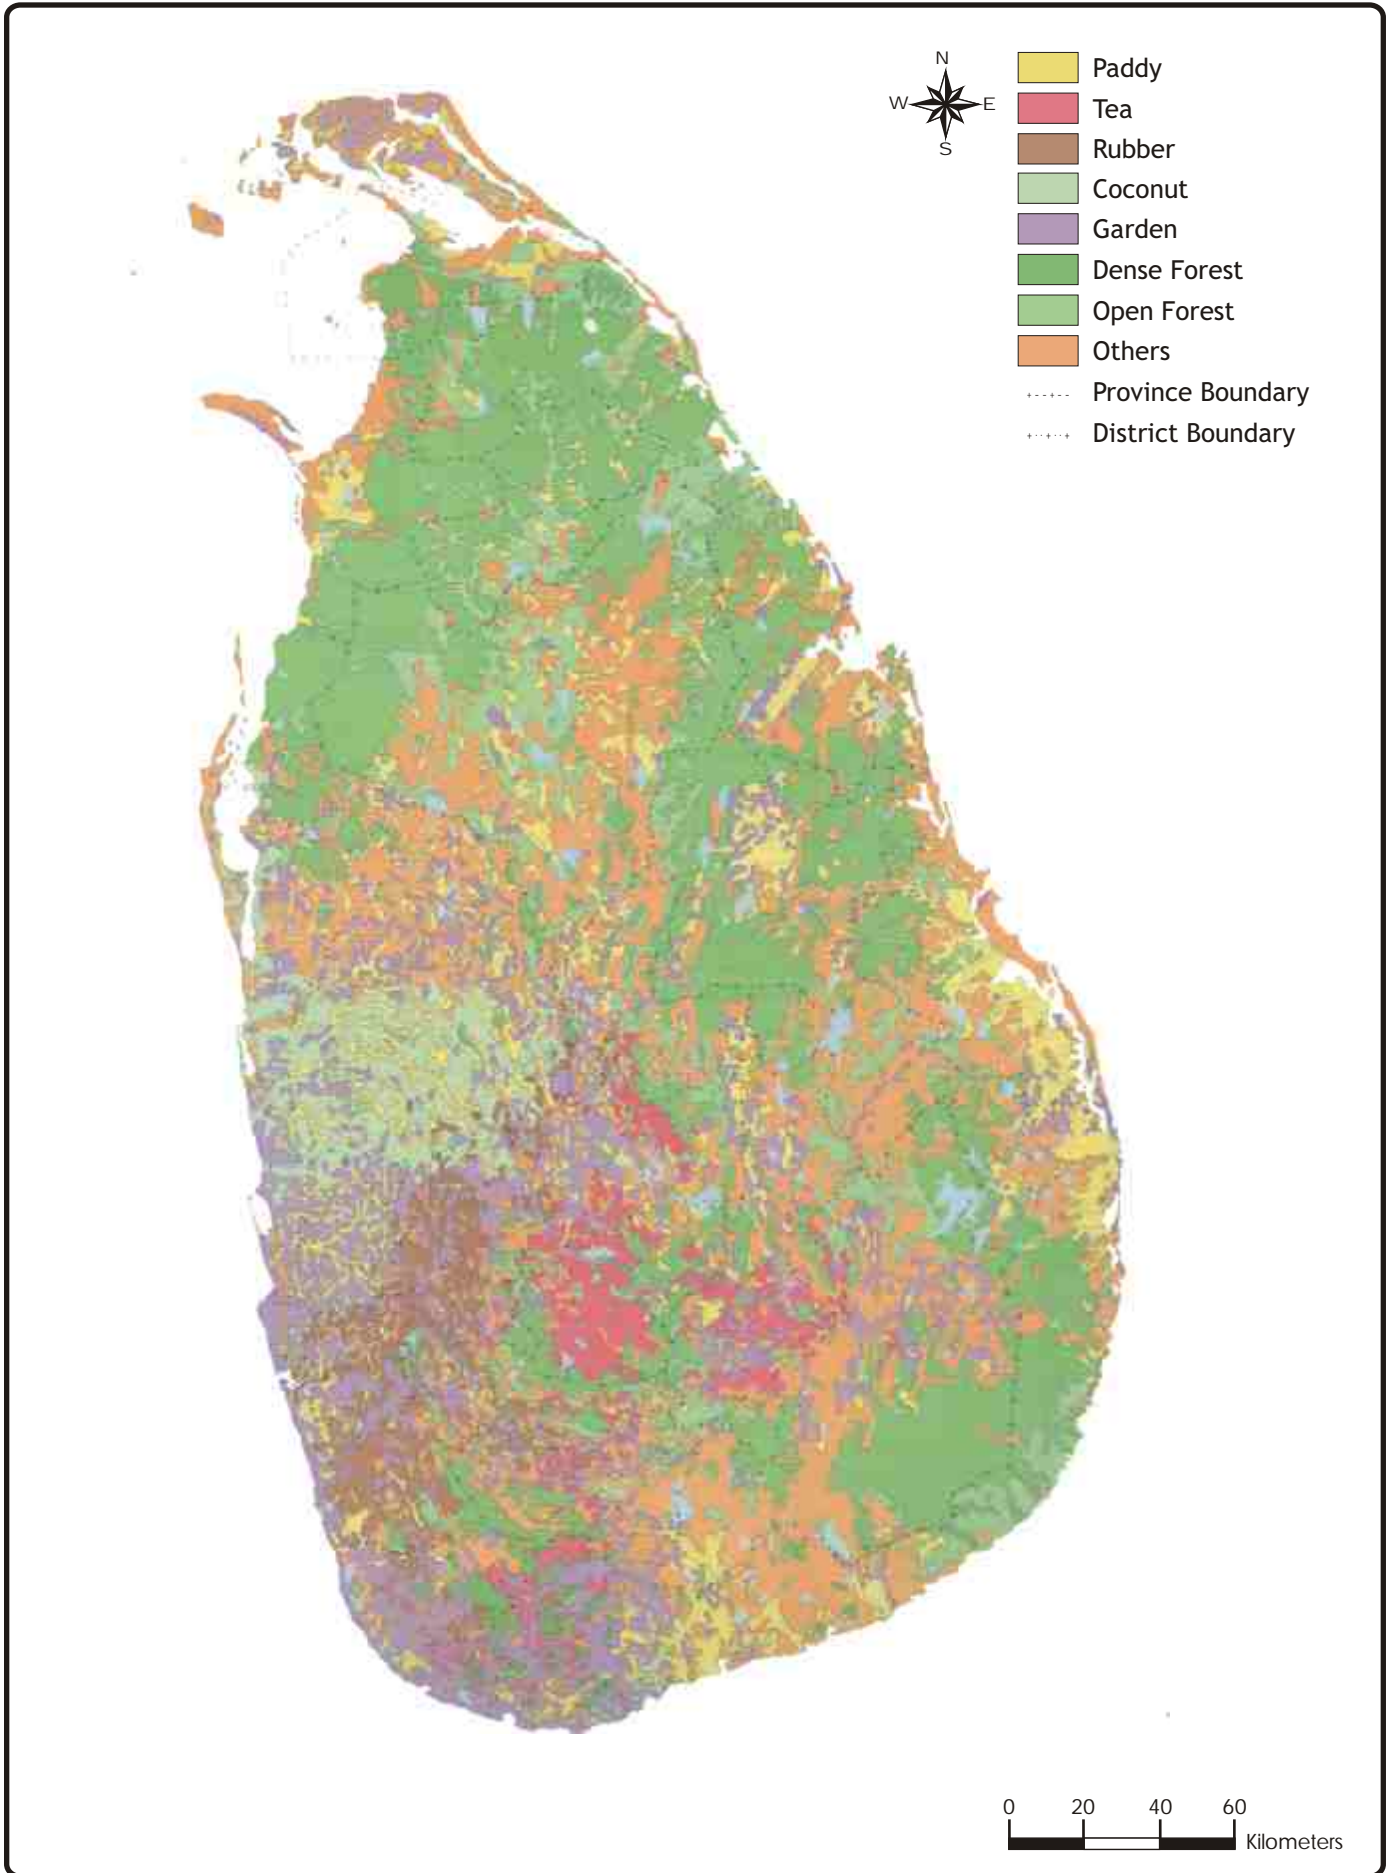 N
W E
S
Paddy
Tea
Rubber
Coconut
Garden
Dense Forest
Open Forest
Others
Province Boundary
District Boundary
0 20 40 60
Kilometers